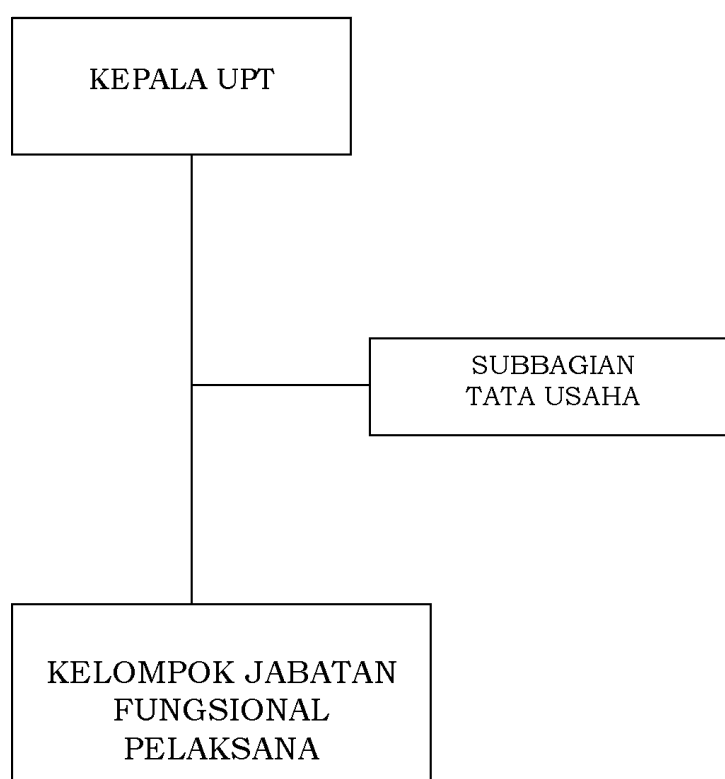 KEPALA UPT
SUBBAGIAN
TATA USAHA
KELOMPOK JABATAN
FUNGSIONAL
PELAKSANA